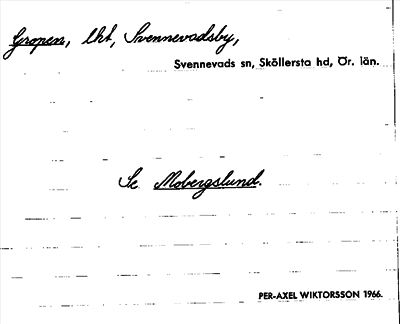 Gropen, lht, Svennevadsby,
Svennevads sn, Sköllersta hd, Ör. län.
Se Mobergslund.
PER-AXEL WIKTORSSON 1966.